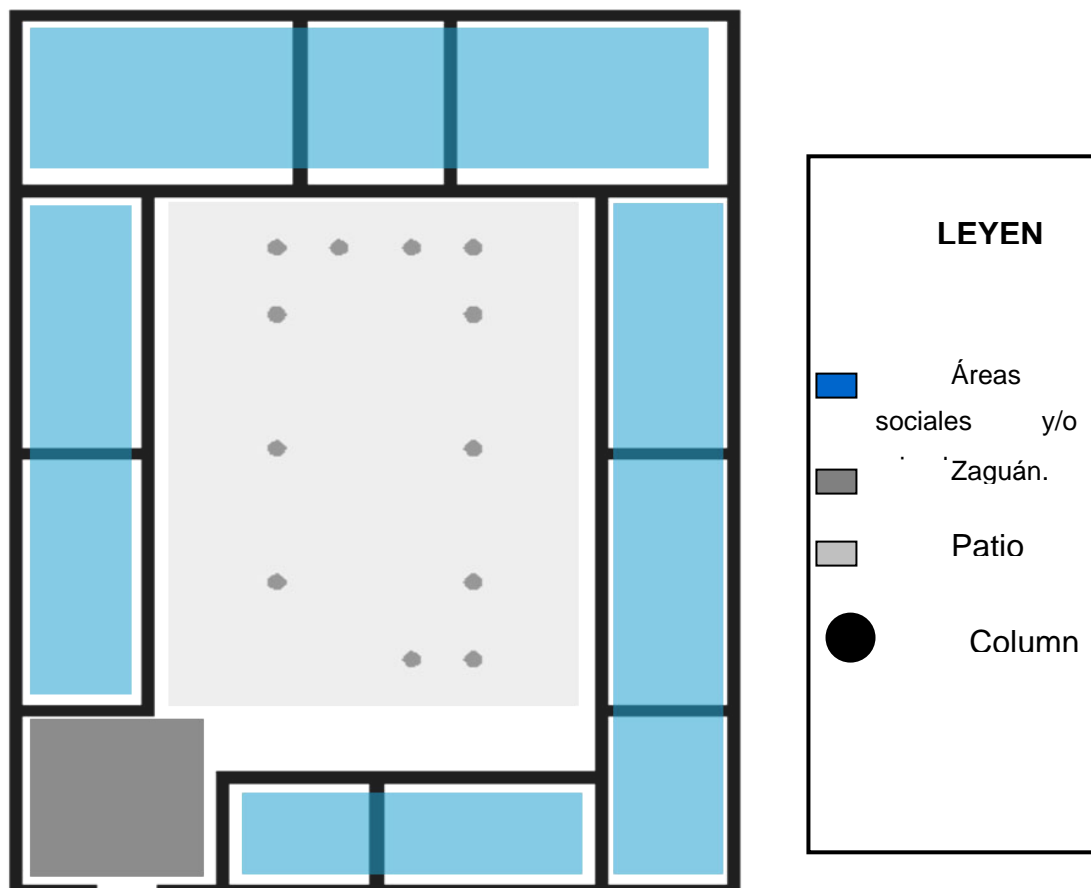 LEYEN
Áreas
sociales y/o
Zaguán.
Patio
Column